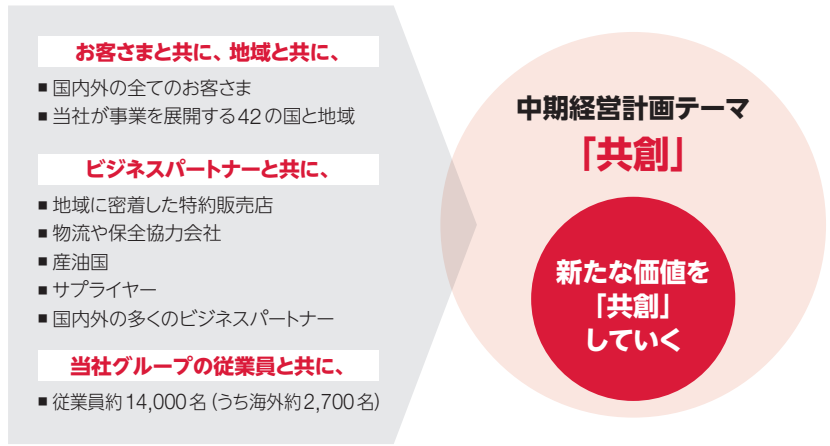 お客さまと共に、地域と共に、
■ 国内外の全てのお客さま
■ 当社が事業を展開する42の国と地域
ビジネスパートナーと共に、
■ 地域に密着した特約販売店
■ 物流や保全協力会社
■ 産油国
■ サプライヤー
■ 国内外の多くのビジネスパートナー
当社グループの従業員と共に、
■ 従業員約14,000名（うち海外約2,700名）
中期経営計画テーマ
「共創」
新たな価値を
「共創」
していく